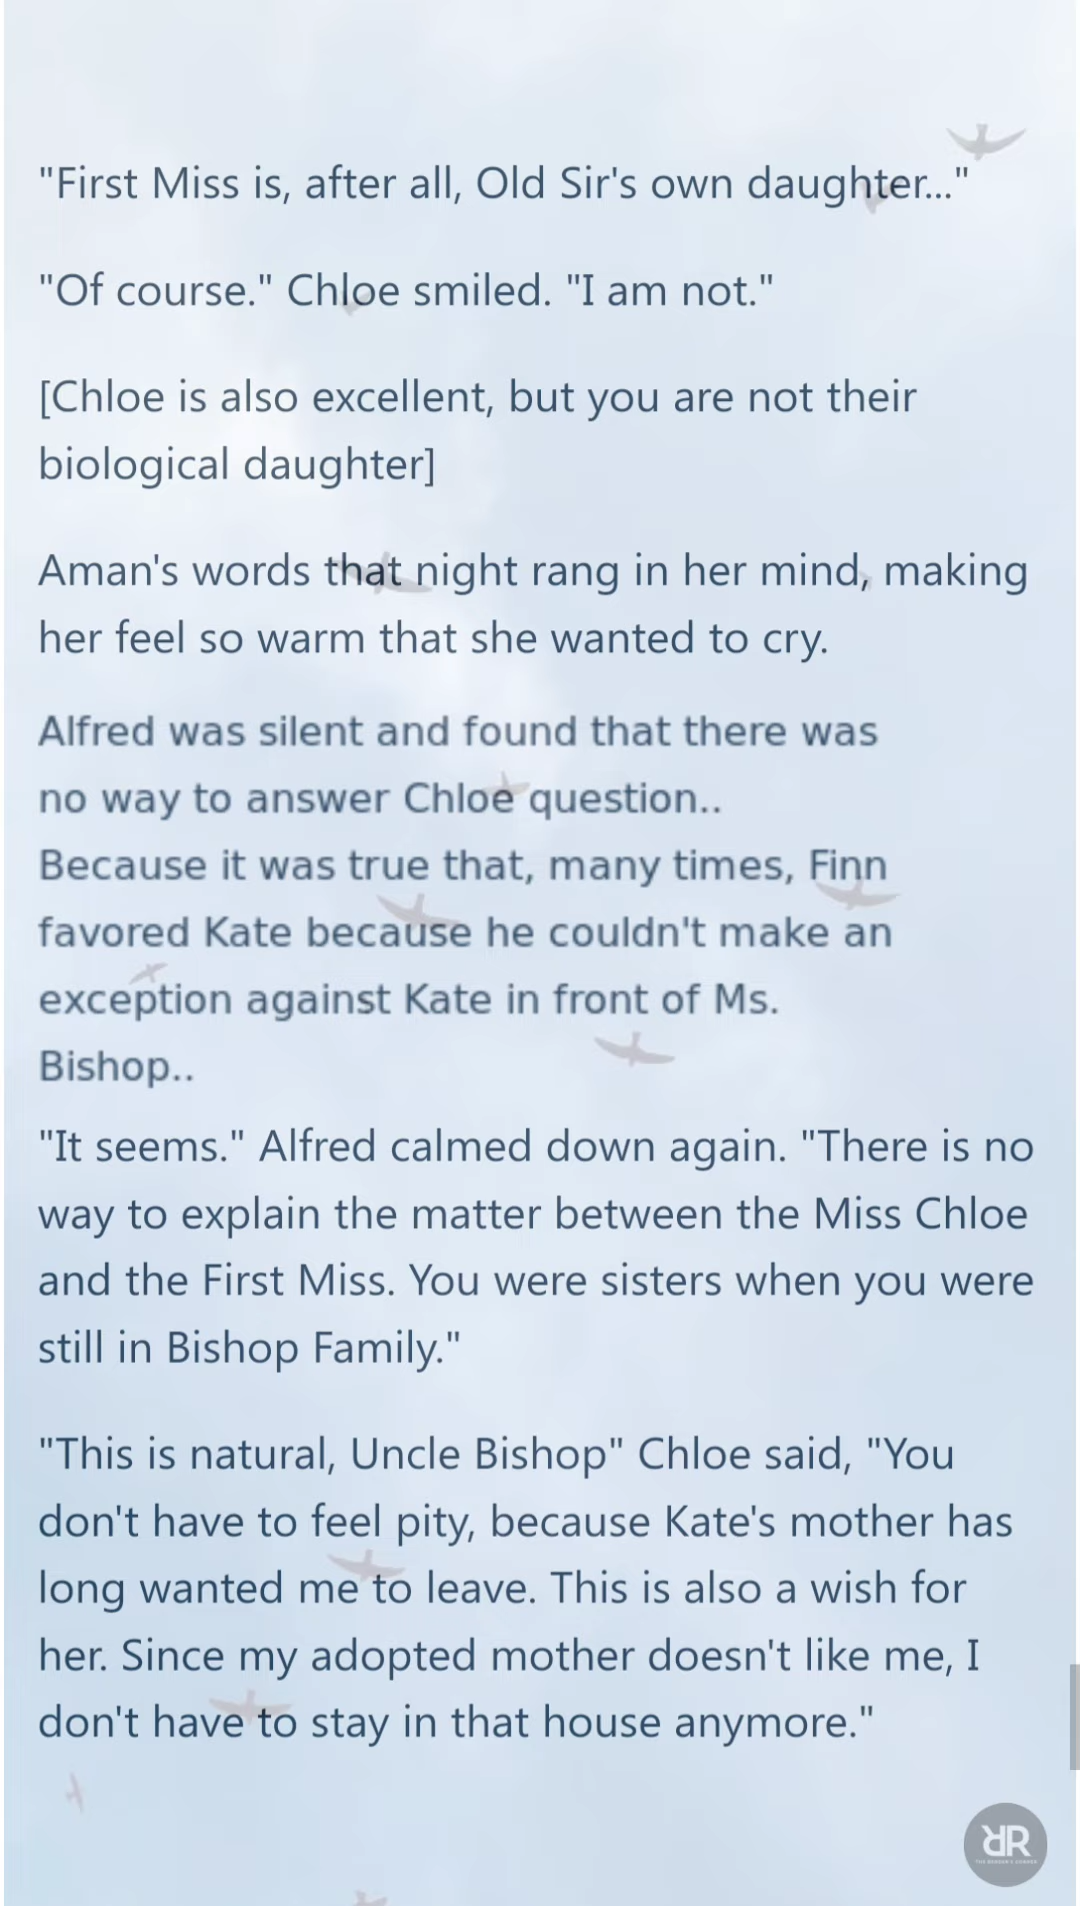 "First Miss is, after all, Old Sir's own daughter..."
"Of course." Chloe smiled. "I am not."
[Chloe is also excellent, but you are not their
biological daughter]
Aman's words that night rang in her mind, making
her feel so warm that she wanted to cry.
Alfred was silent and found that there was
no way to answer Chloe question..
Because it was true that, many times, Finn
favored Kate because he couldn't make an
exception against Kate in front of Ms.
Bishop..
"It seems." Alfred calmed down again. "There is no
way to explain the matter between the Miss Chloe
and the First Miss. You were sisters when you were
still in Bishop Family."
"This is natural, Uncle Bishop" Chloe said, "You
don't have to feel pity, because Kate's mother has
long wanted me to leave. This is also a wish for
her. Since my adopted mother doesn't like me, I
don't have to stay in that house anymore."
RR
THE READER'S CORNER